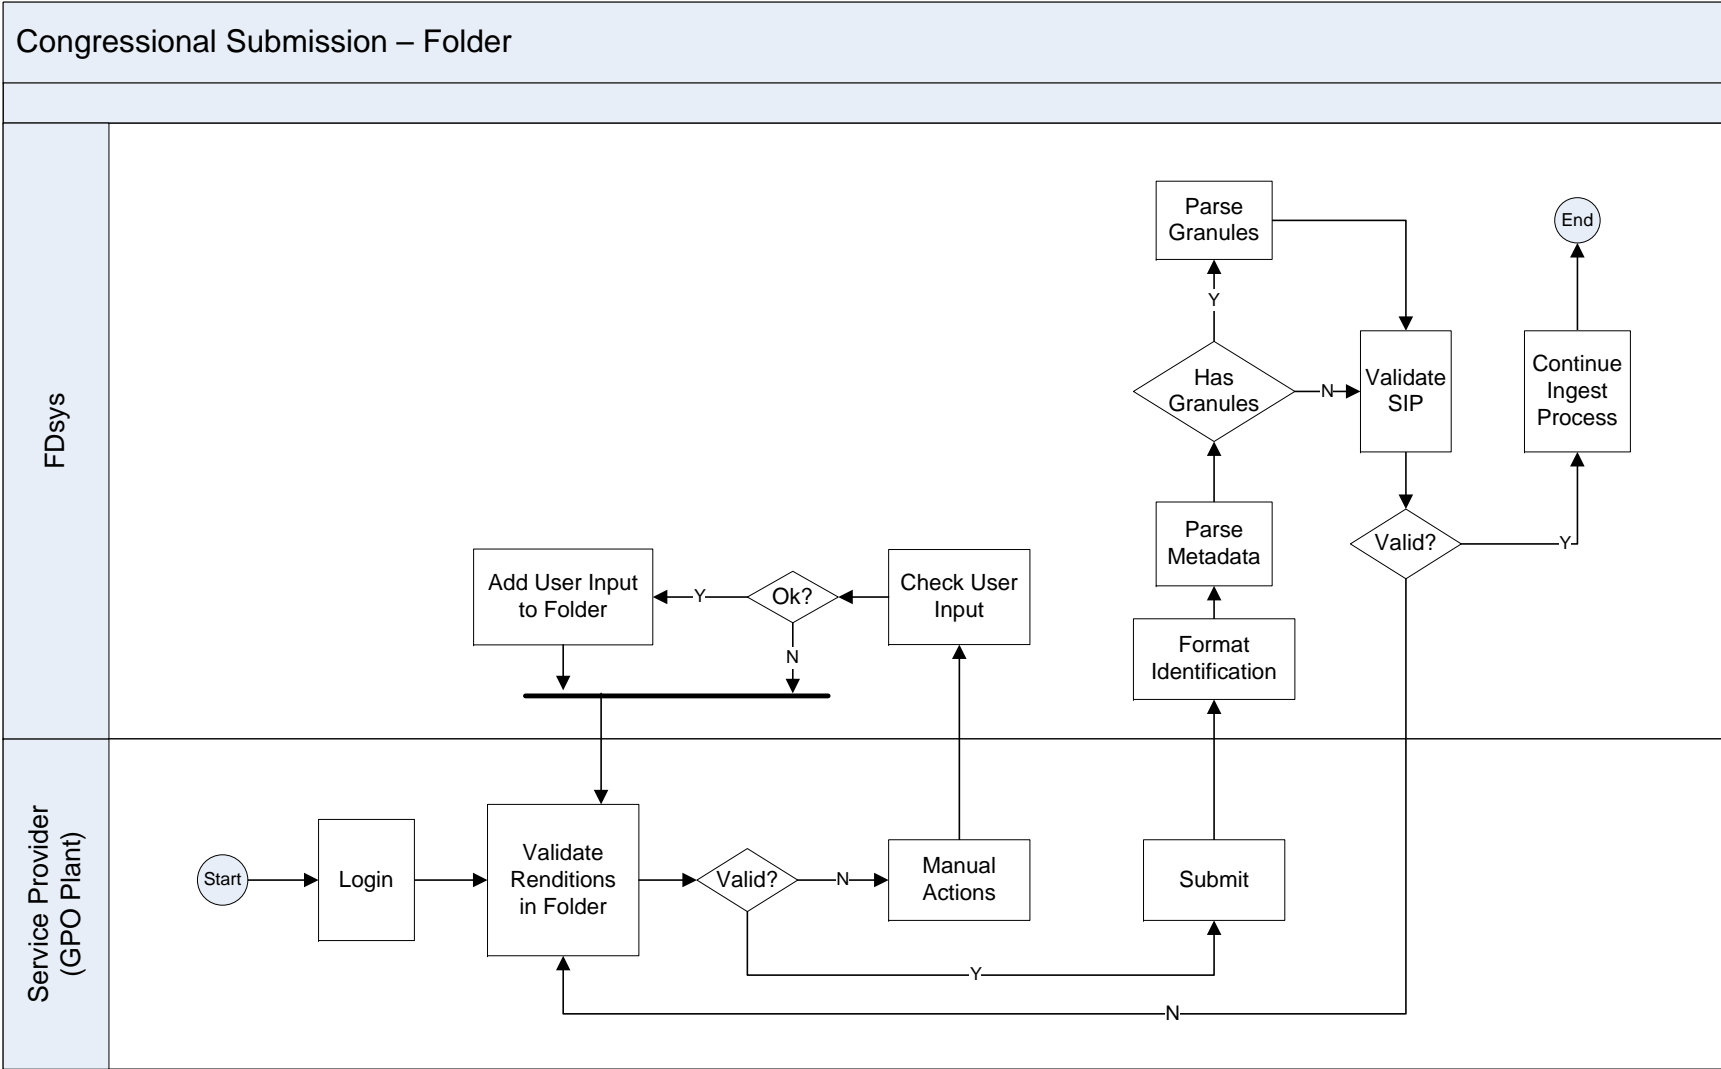 Congressional Submission – Folder
FDsys
Parse
Granules
End
Y
Has
Granules
N
Validate
SIP
Continue
Ingest
Process
Parse
Metadata
Valid?
Y
Add User Input
to Folder
Y
Ok?
Check User
Input
N
Format
Identification
Service Provider
(GPO Plant)
Start
Login
Validate
Renditions
in Folder
Valid?
N
Manual
Actions
Submit
Y
N